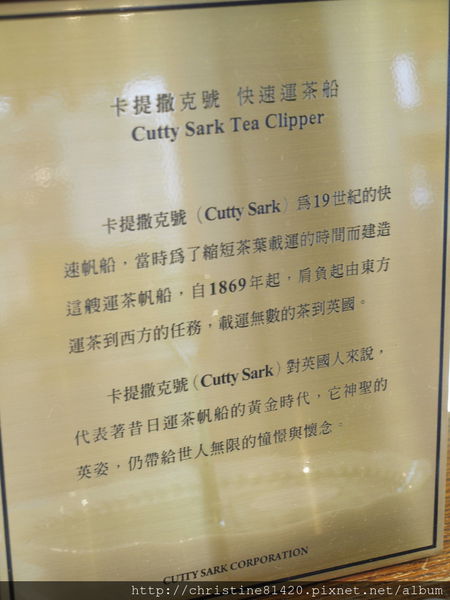 卡提撒克號 快速運茶船
Cutty Sark Tea Clipper
卡提撒克號（Cutty Sark）為19世紀的快
速帆船，當時為了縮短茶葉載運的時間而建造
這艘運茶帆船，自1869年起，肩負起由東方
運茶到西方的任務，載運無數的茶到英國。
卡提撒克號(Cutty Sark)對英國人來說，
代表著昔日運茶帆船的黃金時代，它神聖的
英姿，仍帶給世人無限的憧憬與懷念。
CUTTY SARK CORPORATION
http://christine81420.pixnet.net/album